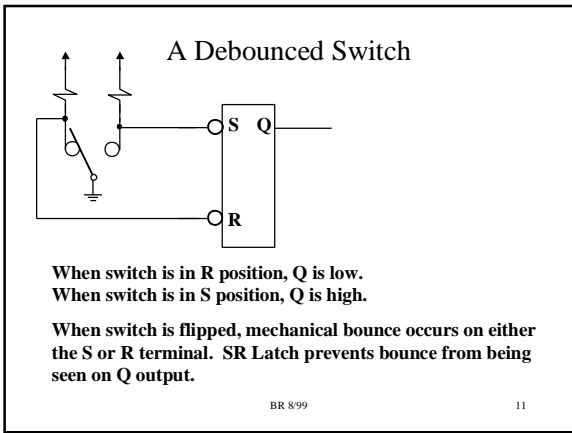 A Debounced Switch
S Q
R
When switch is in R position, Q is low.
When switch is in S position, Q is high.
When switch is flipped, mechanical bounce occurs on either
the S or R terminal. SR Latch prevents bounce from being
seen on Q output.
BR 8/99 11